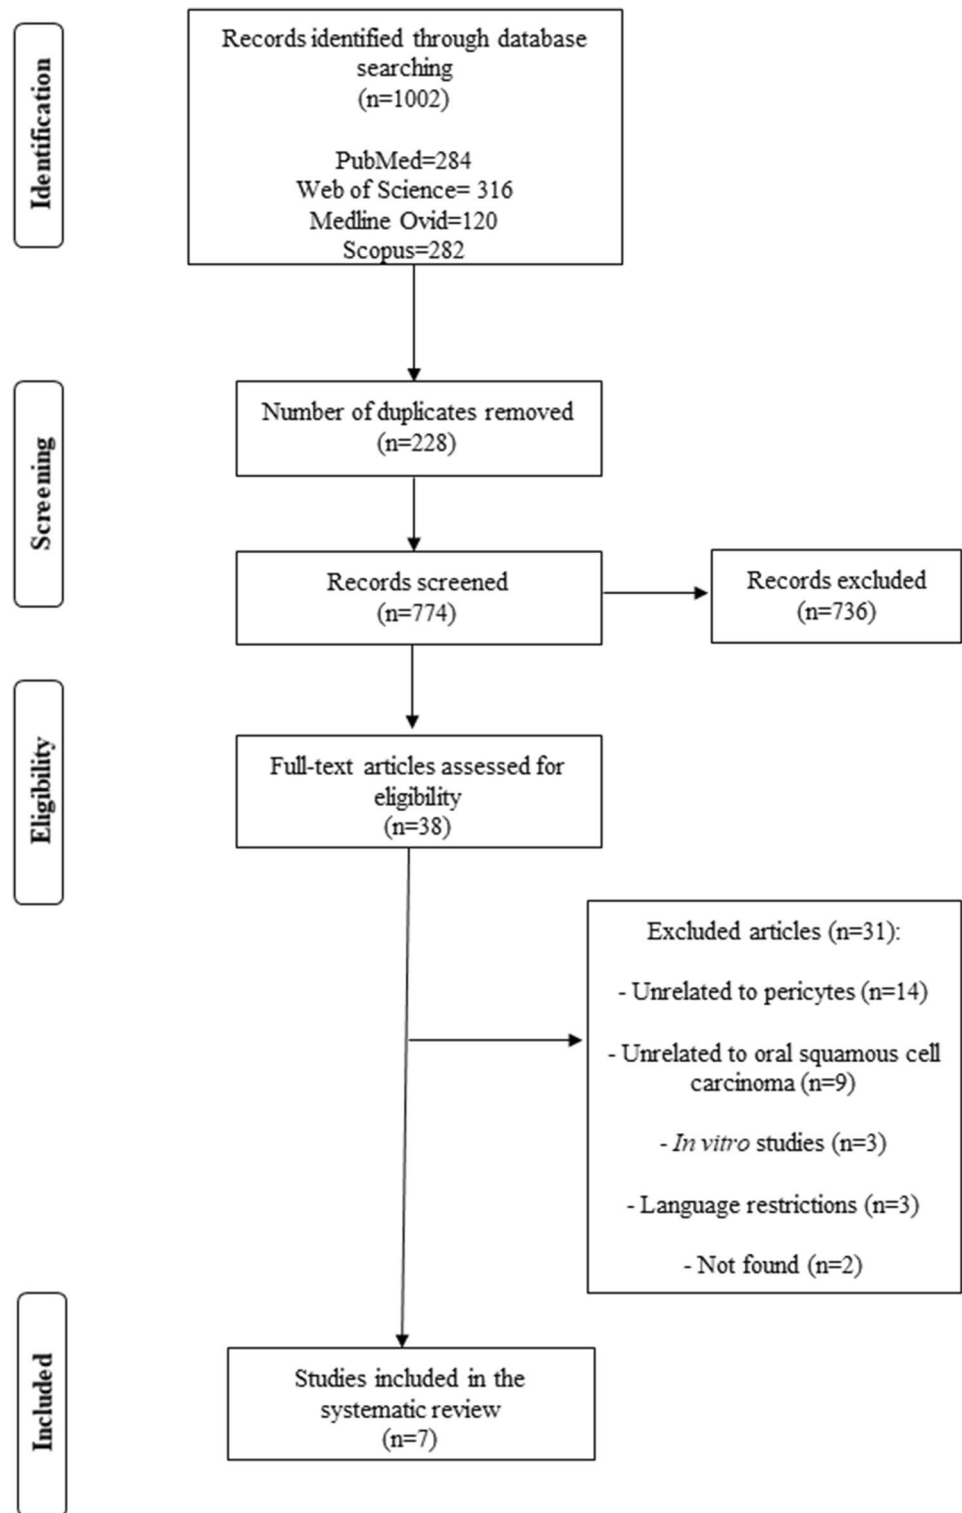 Identification
Records identified through database
searching
(n=1002)
PubMed=284
Web of Science= 316
Medline Ovid=120
Scopus=282
Screening
Number of duplicates removed
(n=228)
Records screened
(n=774)
Records excluded
(n=736)
Eligibility
Full-text articles assessed for
eligibility
(n=38)
Excluded articles (n=31):
- Unrelated to pericytes (n=14)
- Unrelated to oral squamous cell
carcinoma (n=9)
- In vitro studies (n=3)
- Language restrictions (n=3)
- Not found (n=2)
Included
Studies included in the
systematic review
(n=7)